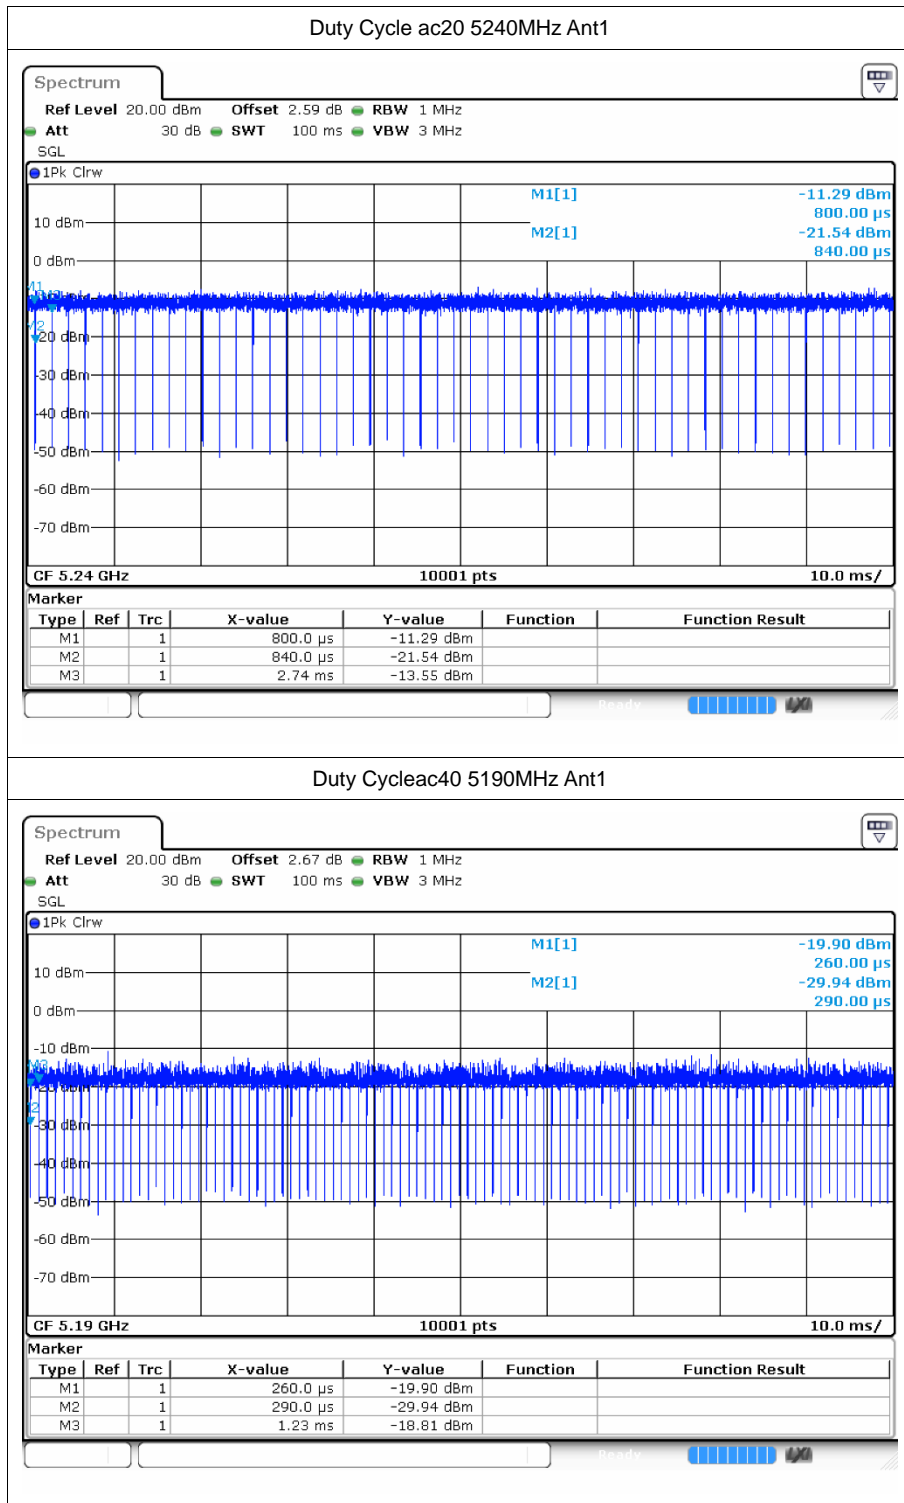 Duty Cycle ac20 5240MHz Ant1
Spectrum
Ref Level 20.00 dBm Offset 2.59 dB RBW 1 MHz
Att 30 dB SWT 100 ms VBW 3 MHz
SGL
1Pk Clrw
M1[1] -11.29 dBm
800.00 µs
10 dBm
M2[1] -21.54 dBm
840.00 µs
0 dBm
M1
M2
-20 dBm
-30 dBm
-40 dBm
-50 dBm
-60 dBm
-70 dBm
CF 5.24 GHz 10001 pts 10.0 ms/
Marker
Type Ref Trc X-value Y-value Function Function Result
M1 1 800.0 µs -11.29 dBm
M2 1 840.0 µs -21.54 dBm
M3 1 2.74 ms -13.55 dBm
Ready
Duty Cycleac40 5190MHz Ant1
Spectrum
Ref Level 20.00 dBm Offset 2.67 dB RBW 1 MHz
Att 30 dB SWT 100 ms VBW 3 MHz
SGL
1Pk Clrw
M1[1] -19.90 dBm
260.00 µs
10 dBm
M2[1] -29.94 dBm
290.00 µs
0 dBm
-10 dBm
M3
-20 dBm
-30 dBm
-40 dBm
-50 dBm
-60 dBm
-70 dBm
CF 5.19 GHz 10001 pts 10.0 ms/
Marker
Type Ref Trc X-value Y-value Function Function Result
M1 1 260.0 µs -19.90 dBm
M2 1 290.0 µs -29.94 dBm
M3 1 1.23 ms -18.81 dBm
Ready